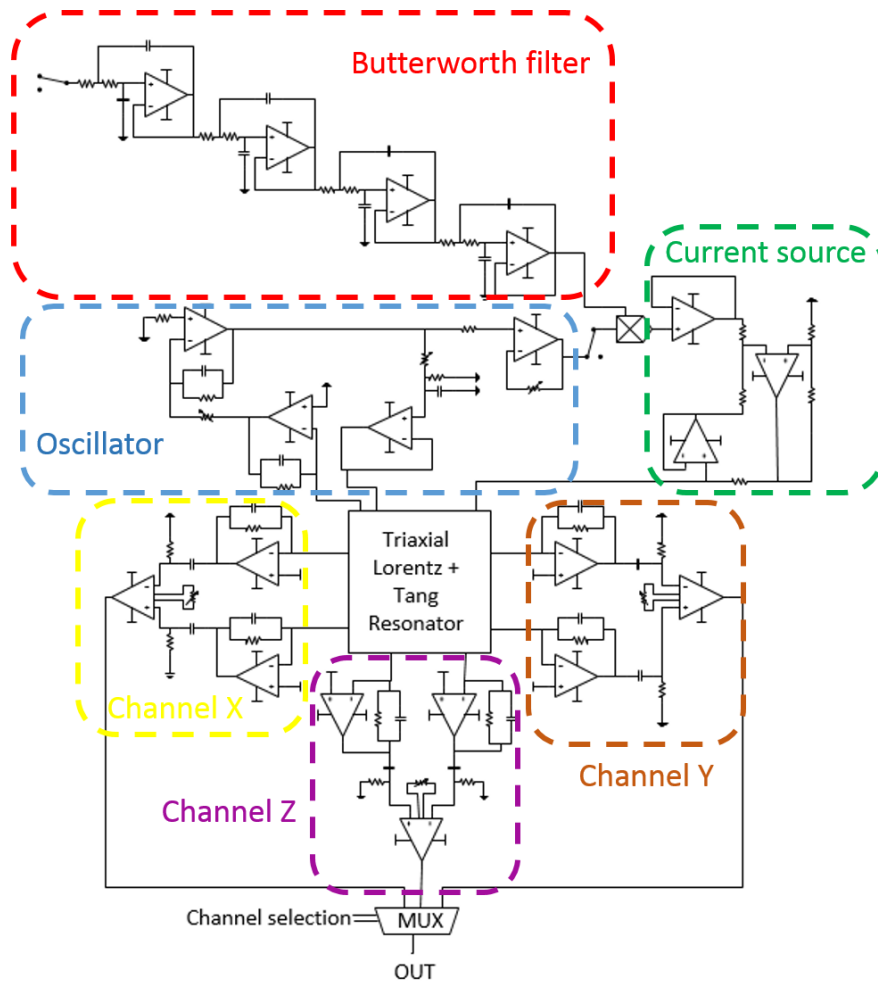 Butterworth filter
Current source
Oscillator
Triaxial
Lorentz +
Tang
Resonator
Channel X
Channel Y
Channel Z
Channel selection
MUX
OUT